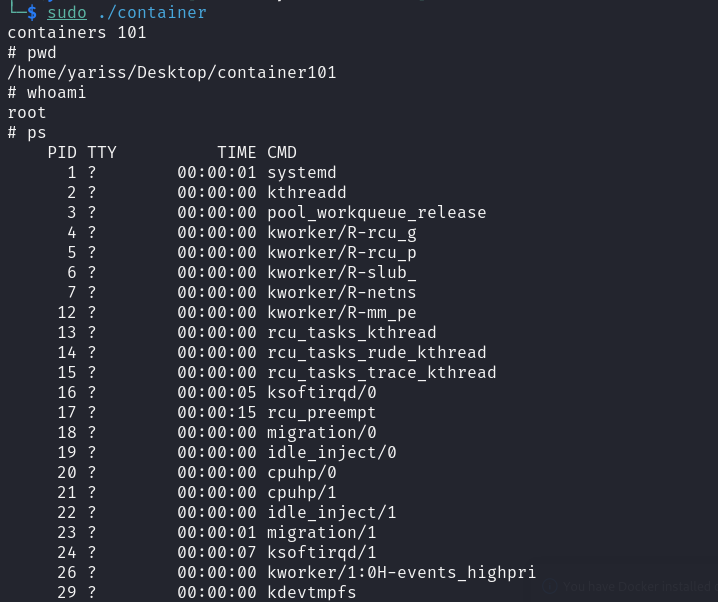 └─$ sudo ./container
containers 101
# pwd
/home/yariss/Desktop/container101
# whoami
root
# ps
    PID TTY          TIME CMD
      1 ?        00:00:01 systemd
      2 ?        00:00:00 kthreadd
      3 ?        00:00:00 pool_workqueue_release
      4 ?        00:00:00 kworker/R-rcu_g
      5 ?        00:00:00 kworker/R-rcu_p
      6 ?        00:00:00 kworker/R-slub_
      7 ?        00:00:00 kworker/R-netns
     12 ?        00:00:00 kworker/R-mm_pe
     13 ?        00:00:00 rcu_tasks_kthread
     14 ?        00:00:00 rcu_tasks_rude_kthread
     15 ?        00:00:00 rcu_tasks_trace_kthread
     16 ?        00:00:05 ksoftirqd/0
     17 ?        00:00:15 rcu_preempt
     18 ?        00:00:00 migration/0
     19 ?        00:00:00 idle_inject/0
     20 ?        00:00:00 cpuhp/0
     21 ?        00:00:00 cpuhp/1
     22 ?        00:00:00 idle_inject/1
     23 ?        00:00:01 migration/1
     24 ?        00:00:07 ksoftirqd/1
     26 ?        00:00:00 kworker/1:0H-events_highpri
     29 ?        00:00:00 kdevtmpfs
You have Docker installed